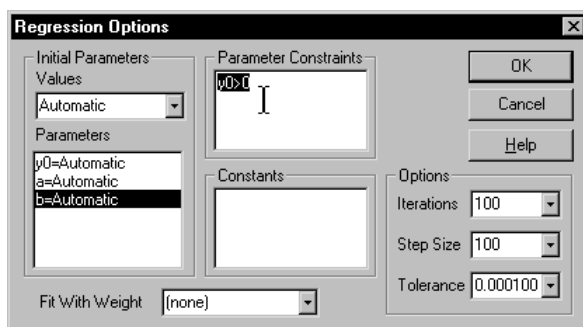 Regression Options
Initial Parameters
Values
Automatic
Parameters
y0=Automatic
a=Automatic
b=Automatic
Parameter Constraints
y0>0
Constants
OK
Cancel
Help
Options
Iterations 100
Step Size 100
Tolerance 0.000100
Fit With Weight (none)